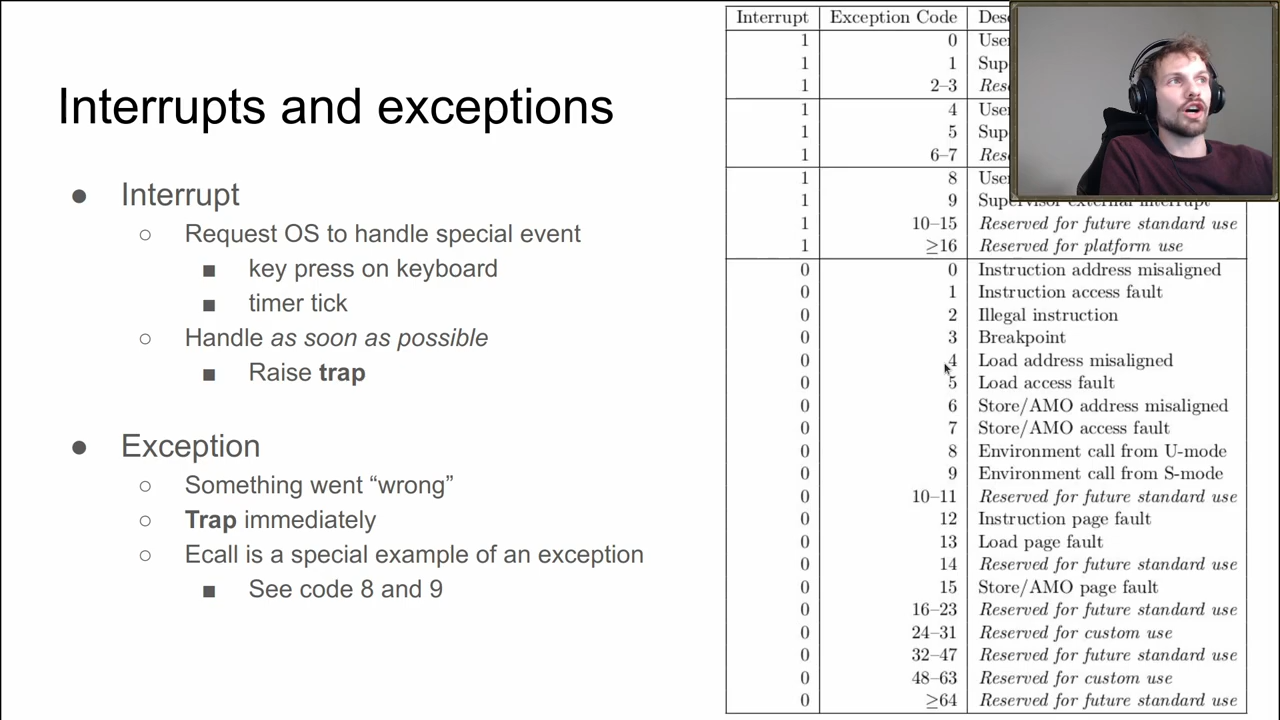 Interrupts and exceptions
● Interrupt
○ Request OS to handle special event
■ key press on keyboard
■ timer tick
○ Handle as soon as possible
■ Raise trap
● Exception
○ Something went “wrong”
○ Trap immediately
○ Ecall is a special example of an exception
■ See code 8 and 9
Interrupt Exception Code
1 0
1 1
1 2–3
1 4
1 5
1 6–7
1 8
1 9 Supervisor external interrupt
1 10–15 Reserved for future standard use
1 ≥16 Reserved for platform use
0 0 Instruction address misaligned
0 1 Instruction access fault
0 2 Illegal instruction
0 3 Breakpoint
0 4 Load address misaligned
0 5 Load access fault
0 6 Store/AMO address misaligned
0 7 Store/AMO access fault
0 8 Environment call from U-mode
0 9 Environment call from S-mode
0 10–11 Reserved for future standard use
0 12 Instruction page fault
0 13 Load page fault
0 14 Reserved for future standard use
0 15 Store/AMO page fault
0 16–23 Reserved for future standard use
0 24–31 Reserved for custom use
0 32–47 Reserved for future standard use
0 48–63 Reserved for custom use
0 ≥64 Reserved for future standard use